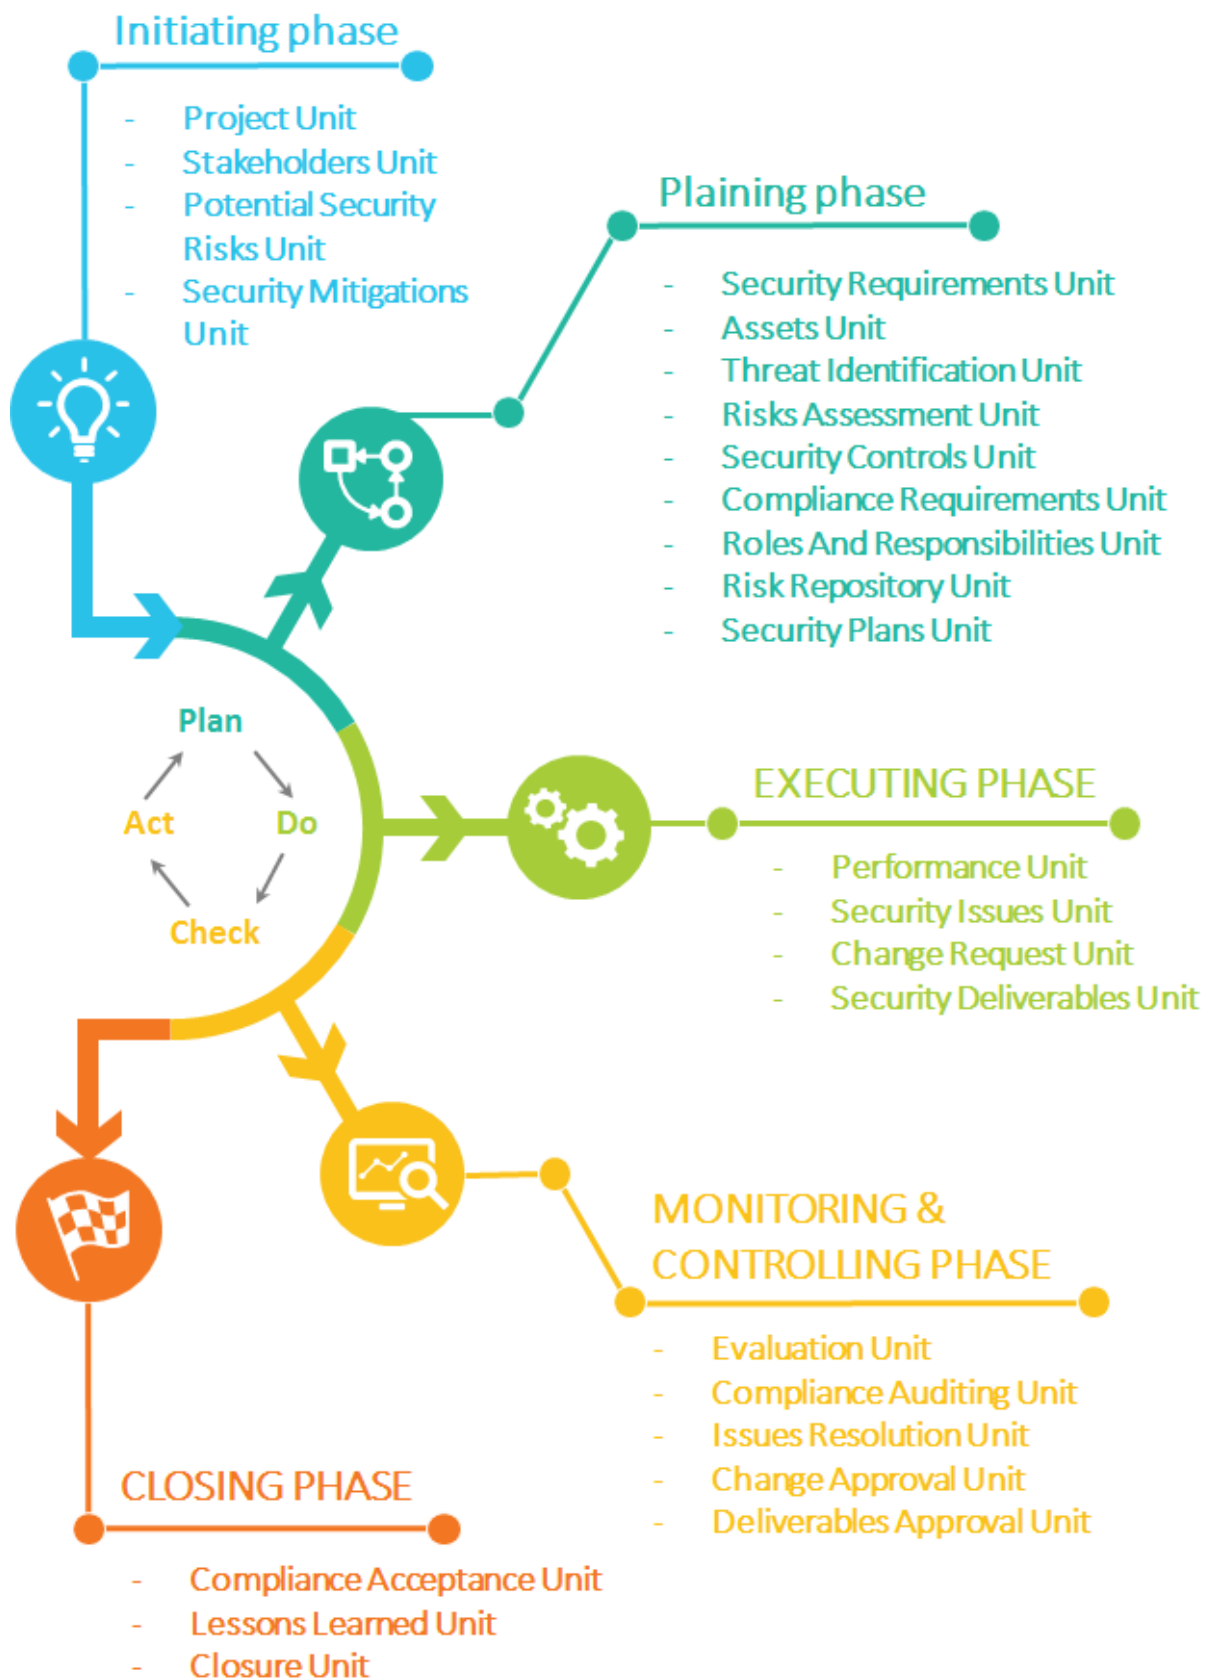 Initiating phase
- Project Unit
- Stakeholders Unit
- Potential Security
Risks Unit
- Security Mitigations
Unit
Plaining phase
- Security Requirements Unit
- Assets Unit
- Threat Identification Unit
- Risks Assessment Unit
- Security Controls Unit
- Compliance Requirements Unit
- Roles And Responsibilities Unit
- Risk Repository Unit
- Security Plans Unit
Plan
Act
Do
Check
EXECUTING PHASE
- Performance Unit
- Security Issues Unit
- Change Request Unit
- Security Deliverables Unit
MONITORING &
CONTROLLING PHASE
- Evaluation Unit
- Compliance Auditing Unit
- Issues Resolution Unit
- Change Approval Unit
- Deliverables Approval Unit
CLOSING PHASE
- Compliance Acceptance Unit
- Lessons Learned Unit
- Closure Unit